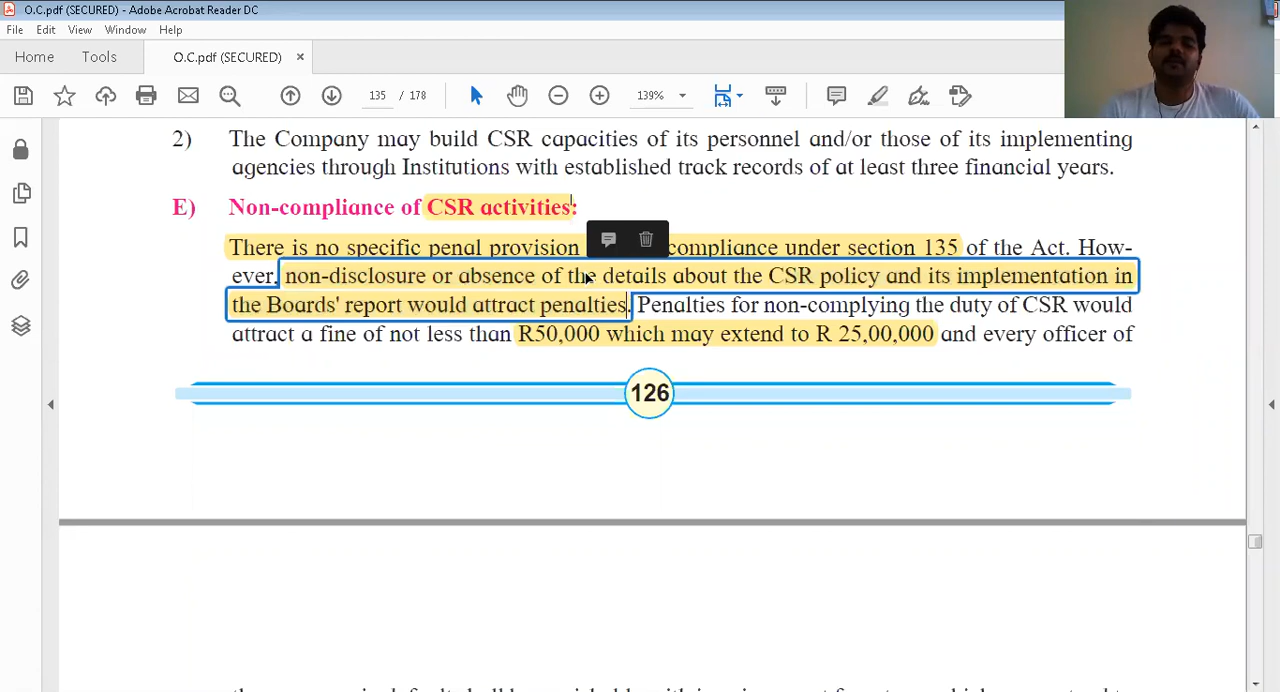 O.C.pdf (SECURED) - Adobe Acrobat Reader DC
File Edit View Window Help
Home Tools O.C.pdf (SECURED) ×
135 / 178 139%
2) The Company may build CSR capacities of its personnel and/or those of its implementing
agencies through Institutions with established track records of at least three financial years.
E) Non-compliance of CSR activities:
There is no specific penal provision compliance under section 135 of the Act. How-
ever, non-disclosure or absence of the details about the CSR policy and its implementation in
the Boards' report would attract penalties. Penalties for non-complying the duty of CSR would
attract a fine of not less than R50,000 which may extend to R 25,00,000 and every officer of
126